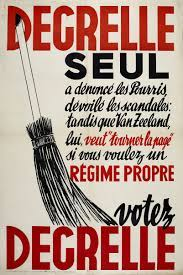 DEGRELLE
SEUL
a dénoncé les Pourris,
dévoilé les scandales:
tandis que Van Zeeland,
lui, veut "tourner la page"
si vous voulez un
RÉGIME PROPRE
votez
DEGRELLE